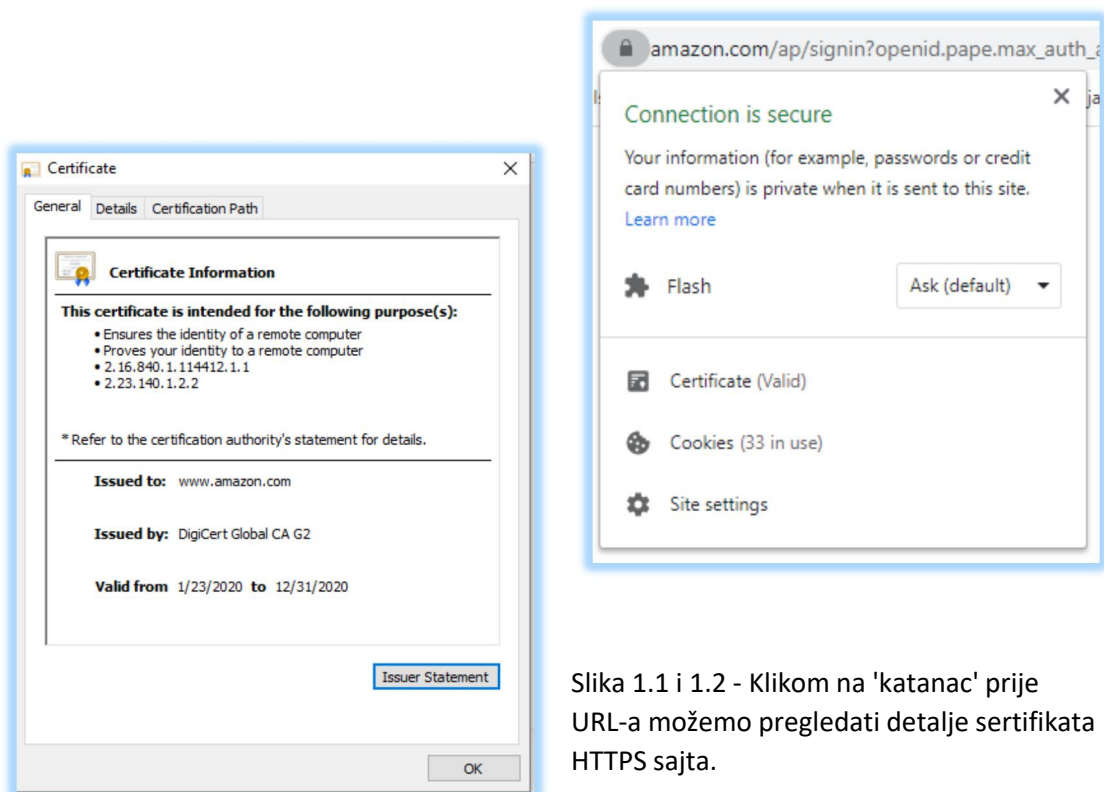 Certificate
General Details Certification Path
Certificate Information
This certificate is intended for the following purpose(s):
• Ensures the identity of a remote computer
• Proves your identity to a remote computer
• 2.16.840.1.114412.1.1
• 2.23.140.1.2.2
* Refer to the certification authority's statement for details.
Issued to: www.amazon.com
Issued by: DigiCert Global CA G2
Valid from 1/23/2020 to 12/31/2020
Issuer Statement
OK
amazon.com/ap/signin?openid.pape.max_auth_a
Connection is secure
Your information (for example, passwords or credit
card numbers) is private when it is sent to this site.
Learn more
Flash Ask (default)
Certificate (Valid)
Cookies (33 in use)
Site settings
Slika 1.1 i 1.2 - Klikom na 'katanac' prije
URL-a možemo pregledati detalje sertifikata
HTTPS sajta.